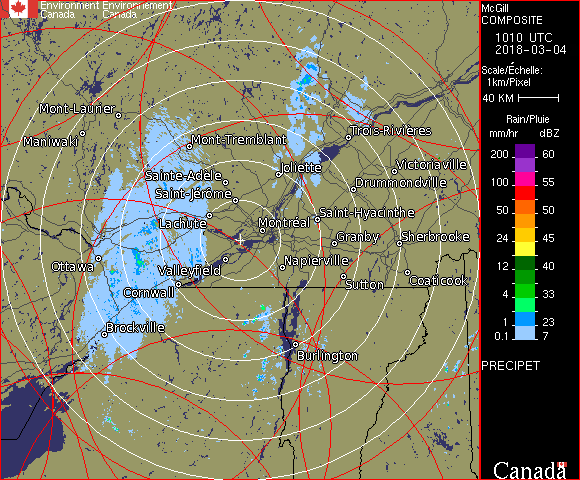 Environment Environnement
Canada Canada
McGill
COMPOSITE
1010 UTC
2018-03-04
Scale/Échelle:
1km/Pixel
40 KM
Rain/Pluie
mm/hr dBZ
200 60
100 55
50 50
24 45
12 40
4 33
1 23
0.1 7
PRECIPET
Canada
Mont-Laurier
Maniwaki
Mont-Tremblant
Trois-Rivières
Sainte-Adèle
Joliette
Victoriaville
Saint-Jérôme
Drummondville
Lachute
Saint-Hyacinthe
Montréal
Granby
Sherbrooke
Ottawa
Valleyfield
Napierville
Cornwall
Sutton
Coaticook
Brockville
Burlington